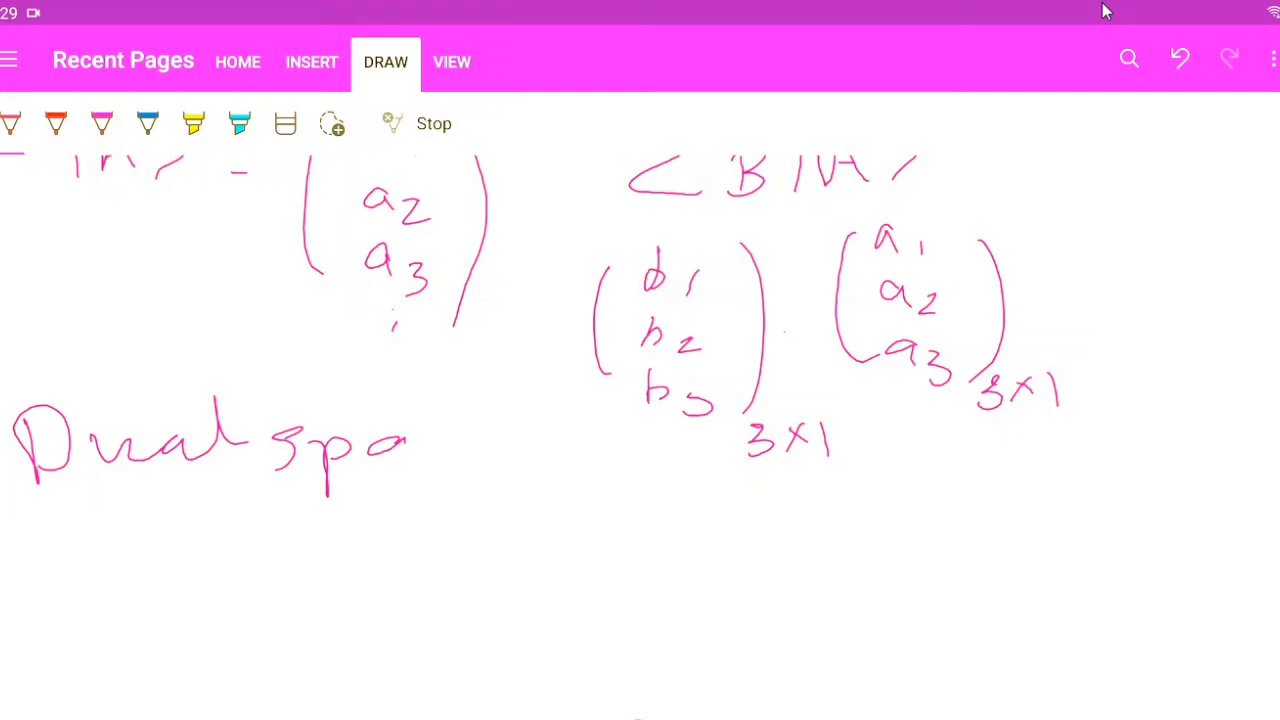 29
Recent Pages HOME INSERT DRAW VIEW
Stop
a2
a3
b1
b2
b3
3×1
a1
a2
a3
3×1
Dual spa